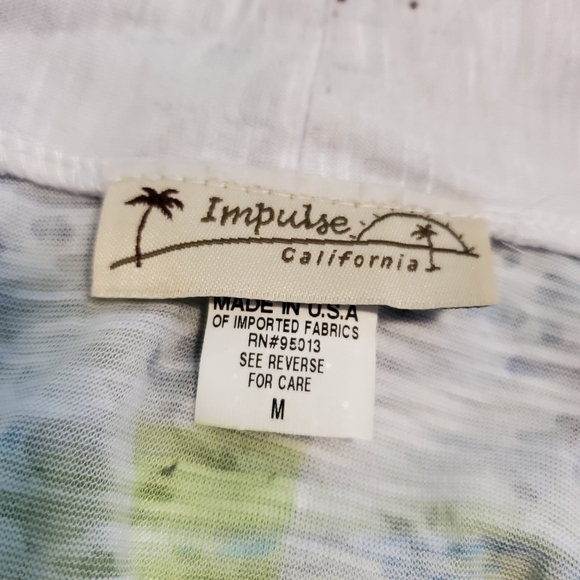 Impulse
California
MADE IN U.S.A
OF IMPORTED FABRICS
RN#95013
SEE REVERSE
FOR CARE
M